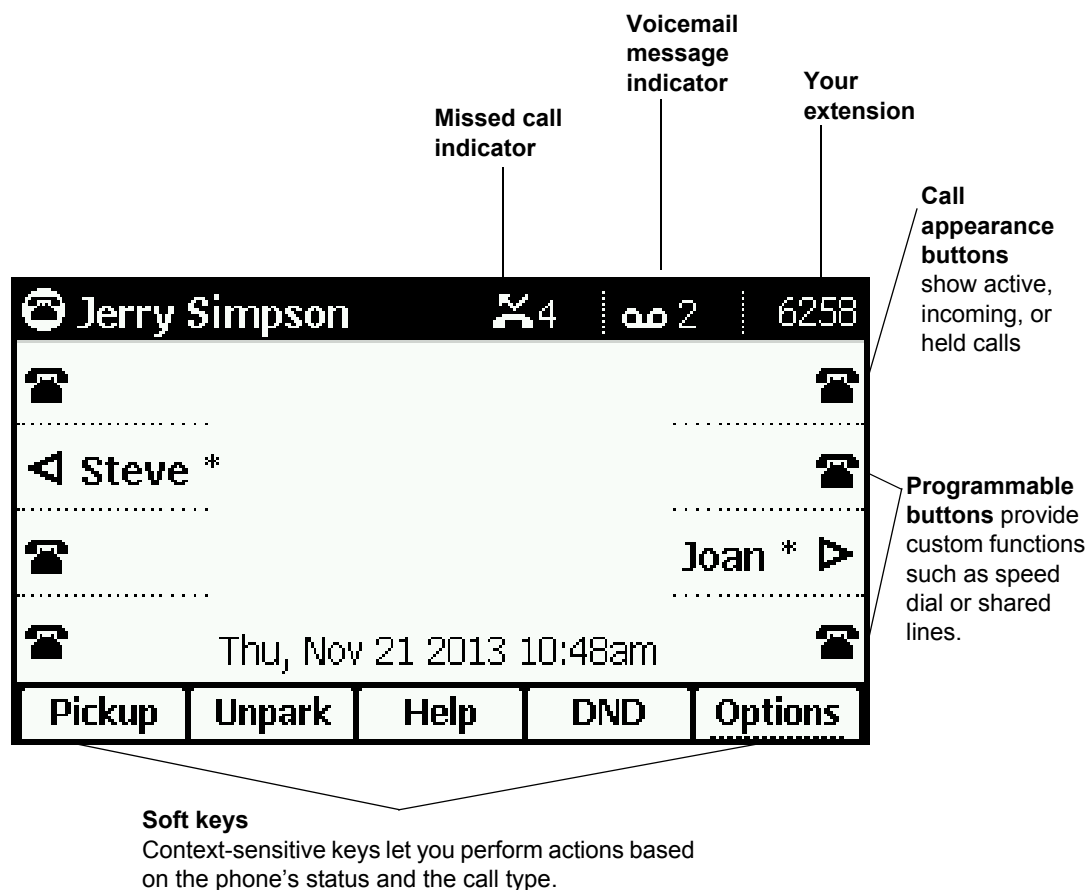 Voicemail
message
indicator
Your
extension
Missed call
indicator
Call
appearance
buttons
show active,
incoming, or
held calls
Jerry Simpson 4 2 6258
Steve *
Programmable
buttons provide
custom functions
such as speed
dial or shared
lines.
Joan *
Thu, Nov 21 2013 10:48am
Pickup Unpark Help DND Options
Soft keys
Context-sensitive keys let you perform actions based
on the phone's status and the call type.